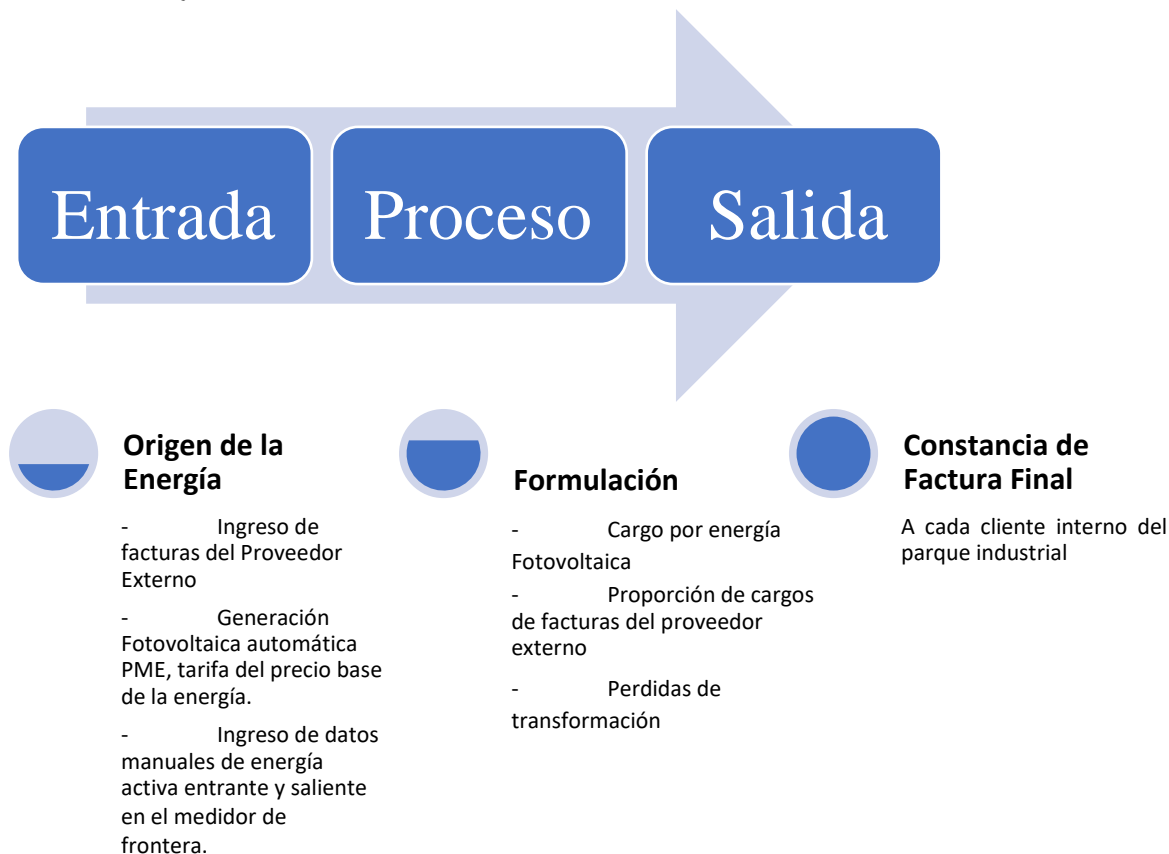 Entrada
Proceso
Salida
Origen de la
Energía
- Ingreso de
facturas del Proveedor
Externo
- Generación
Fotovoltaica automática
PME, tarifa del precio base
de la energía.
- Ingreso de datos
manuales de energía
activa entrante y saliente
en el medidor de
frontera.
Formulación
- Cargo por energía
Fotovoltaica
- Proporción de cargos
de facturas del proveedor
externo
- Perdidas de
transformación
Constancia de
Factura Final
A cada cliente interno del
parque industrial